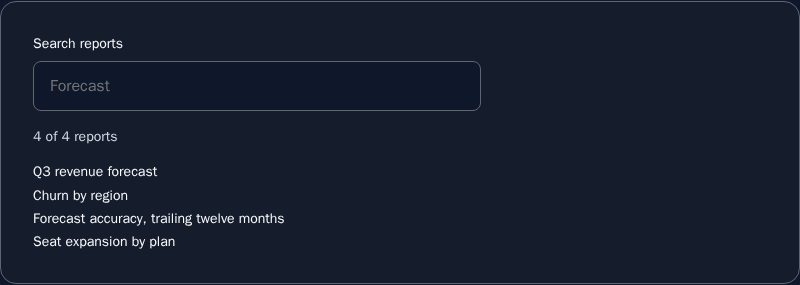 Search reports
Forecast
4 of 4 reports
Q3 revenue forecast
Churn by region
Forecast accuracy, trailing twelve months
Seat expansion by plan